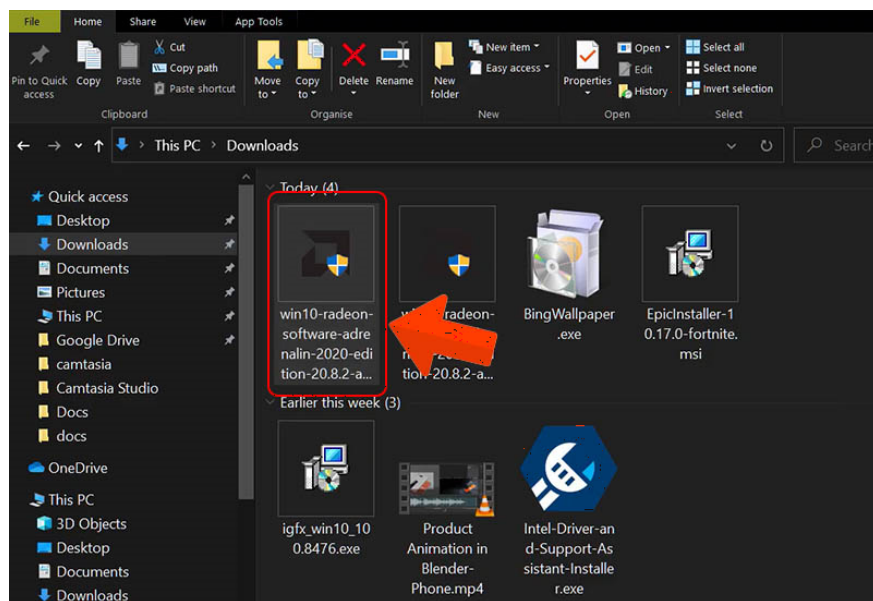 File Home Share View App Tools
Pin to Quick access
Copy
Paste
Cut
Copy path
Paste shortcut
Clipboard
Move to
Copy to
Delete
Rename
Organise
New folder
New item
Easy access
New
Properties
Open
Edit
History
Open
Select all
Select none
Invert selection
Select
This PC > Downloads
Search
Quick access
Desktop
Downloads
Documents
Pictures
This PC
Google Drive
camtasia
Camtasia Studio
Docs
docs
OneDrive
This PC
3D Objects
Desktop
Documents
Downloads
Today (4)
win10-radeon-
software-adre
nalin-2020-edi
tion-20.8.2-a...
radeon-
tion-20.8.2-a...
BingWallpaper
.exe
EpicInstaller-1
0.17.0-fortnite.
msi
Earlier this week (3)
igfx_win10_10
0.8476.exe
Product
Animation in
Blender-
Phone.mp4
Intel-Driver-an
d-Support-As
sistant-Installe
r.exe